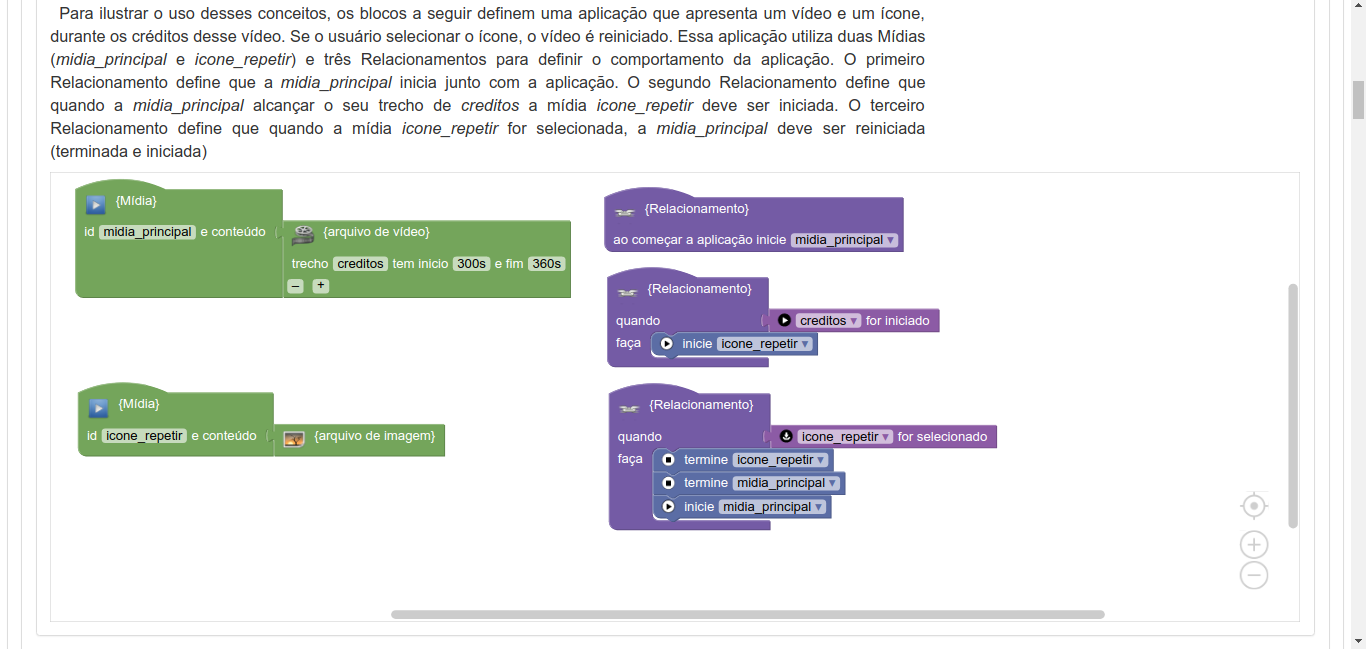 Para ilustrar o uso desses conceitos, os blocos a seguir definem uma aplicação que apresenta um vídeo e um ícone,
durante os créditos desse vídeo. Se o usuário selecionar o ícone, o vídeo é reiniciado. Essa aplicação utiliza duas Mídias
(midia_principal e icone_repetir) e três Relacionamentos para definir o comportamento da aplicação. O primeiro
Relacionamento define que a midia_principal inicia junto com a aplicação. O segundo Relacionamento define que
quando a midia_principal alcançar o seu trecho de creditos a mídia icone_repetir deve ser iniciada. O terceiro
Relacionamento define que quando a mídia icone_repetir for selecionada, a midia_principal deve ser reiniciada
(terminada e iniciada)
{Mídia}
id midia_principal e conteúdo
{arquivo de vídeo}
trecho creditos tem inicio 300s e fim 360s
– +
{Mídia}
id icone_repetir e conteúdo
{arquivo de imagem}
{Relacionamento}
ao começar a aplicação inicie midia_principal
{Relacionamento}
quando creditos for iniciado
faça inicie icone_repetir
{Relacionamento}
quando icone_repetir for selecionado
faça termine icone_repetir
termine midia_principal
inicie midia_principal